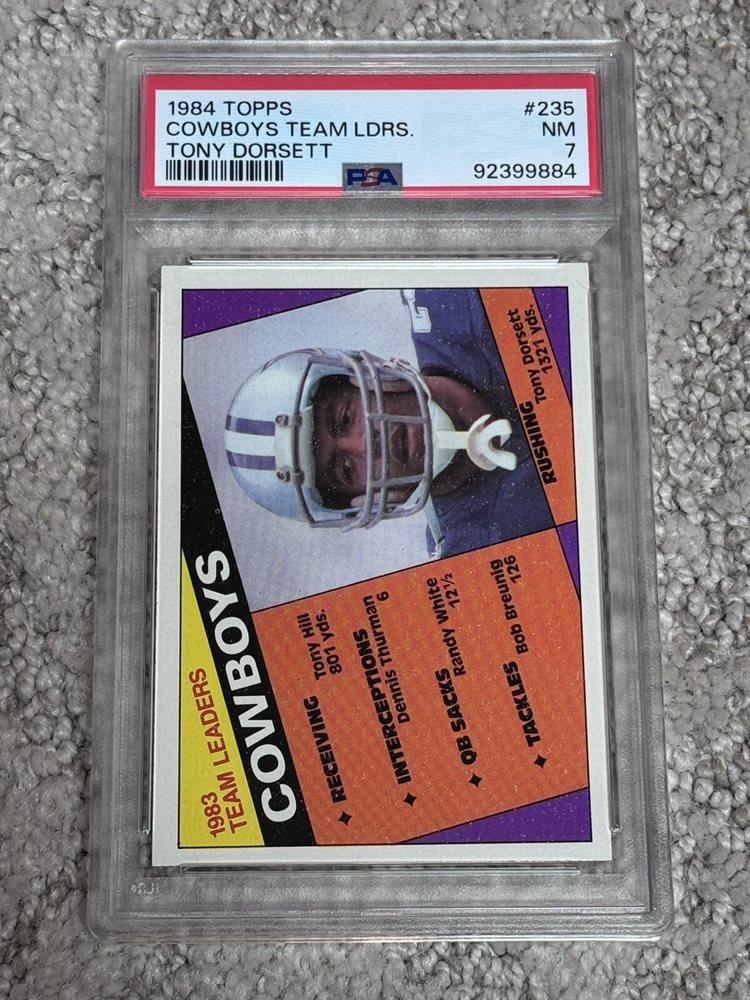 1984 TOPPS #235
COWBOYS TEAM LDRS. NM
TONY DORSETT 7
PSA 92399884
1983
TEAM LEADERS
COWBOYS
RECEIVING
Tony Hill
801 yds.
INTERCEPTIONS
Dennis Thurman
6
QB SACKS
Randy White
12½
TACKLES
Bob Breunig
126
RUSHING
Tony Dorsett
1321 yds.